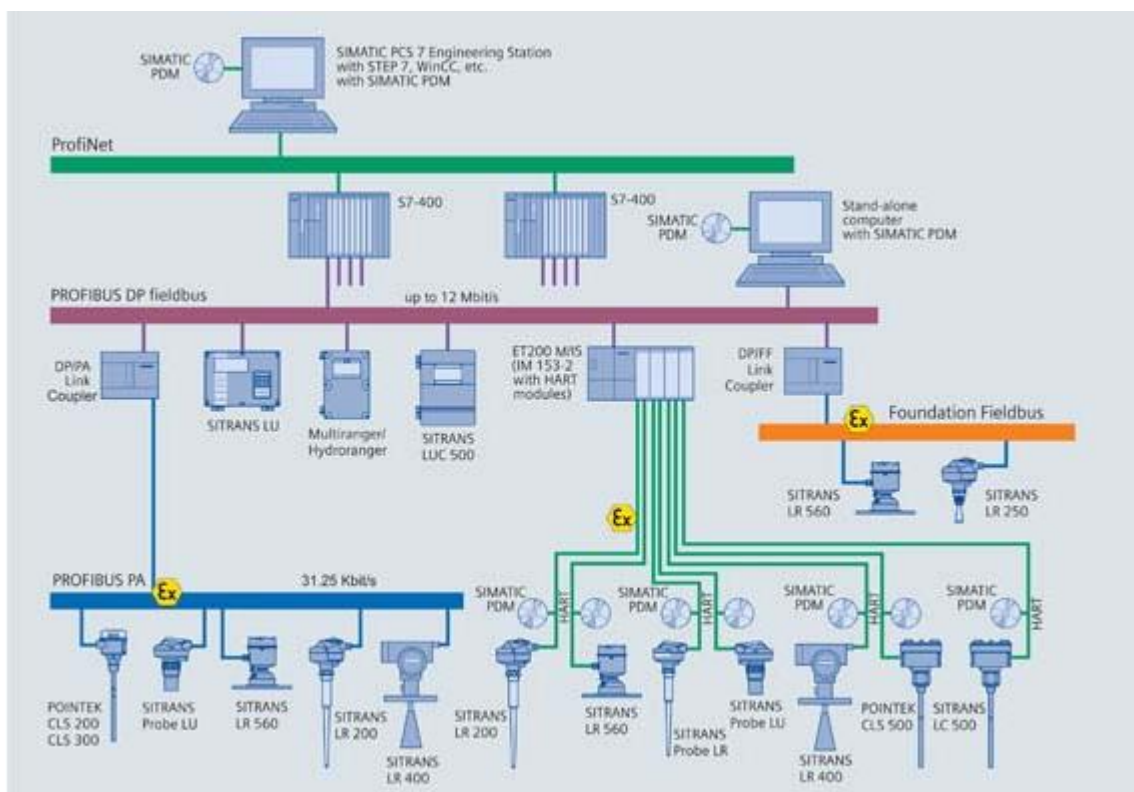 SIMATIC
PDM
SIMATIC PCS 7 Engineering Station
with STEP 7, WinCC, etc.
with SIMATIC PDM
ProfiNet
S7-400
S7-400
SIMATIC
PDM
Stand-alone
computer
with SIMATIC PDM
PROFIBUS DP fieldbus
up to 12 Mbit/s
DP/PA
Link
Coupler
SITRANS LU
Multiranger/
Hydroranger
SITRANS
LUC 500
ET200 M/IS
(IM 153-2
with HART
modules)
DP/FF
Link
Coupler
Ex
Foundation Fieldbus
SITRANS
LR 560
SITRANS
LR 250
Ex
PROFIBUS PA
Ex
31.25 Kbit/s
SIMATIC
PDM
HART
SIMATIC
PDM
HART
SIMATIC
PDM
HART
SIMATIC
PDM
HART
POINTEK
CLS 200
CLS 300
SITRANS
Probe LU
SITRANS
LR 560
SITRANS
LR 200
SITRANS
LR 400
SITRANS
LR 200
SITRANS
LR 560
SITRANS
Probe LR
SITRANS
Probe LU
SITRANS
LR 400
POINTEK
CLS 500
SITRANS
LC 500